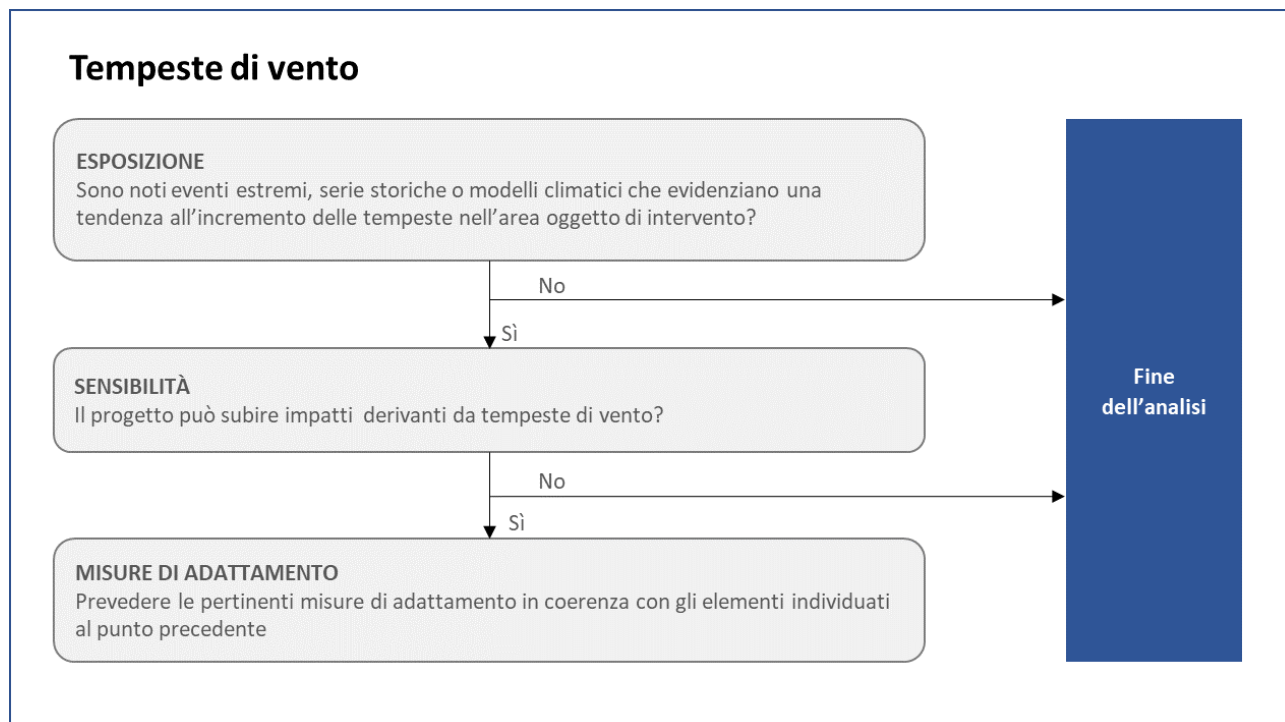 Tempeste di vento
ESPOSIZIONE
Sono noti eventi estremi, serie storiche o modelli climatici che evidenziano una
tendenza all’incremento delle tempeste nell’area oggetto di intervento?
No
Sì
SENSIBILITÀ
Il progetto può subire impatti derivanti da tempeste di vento?
Fine
dell’analisi
No
Sì
MISURE DI ADATTAMENTO
Prevedere le pertinenti misure di adattamento in coerenza con gli elementi individuati
al punto precedente